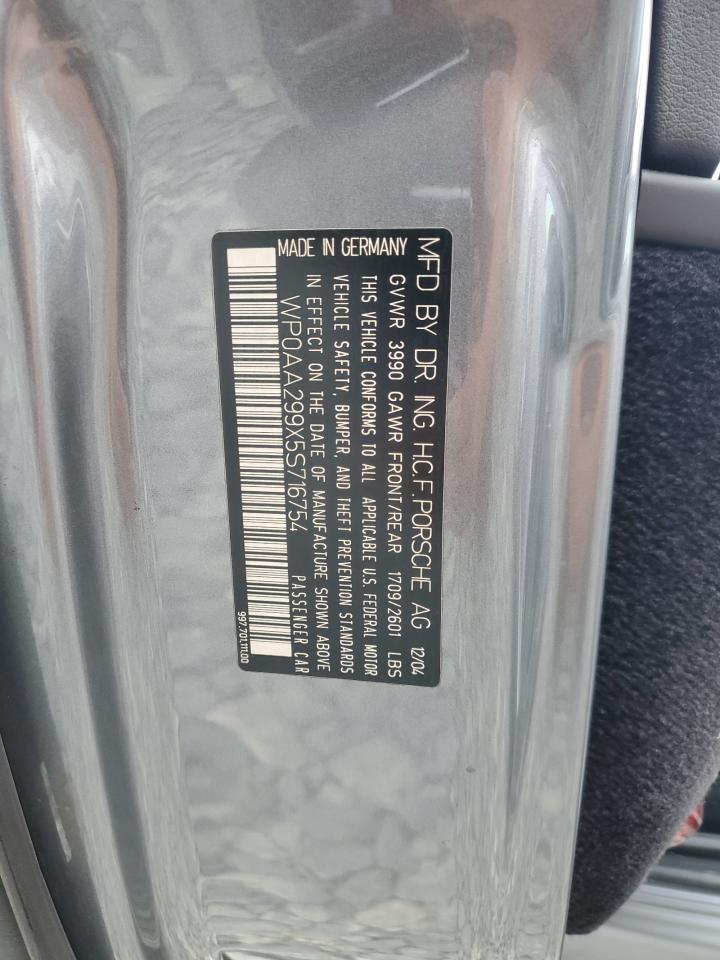 MFD BY DR. ING. H.C.F. PORSCHE AG 12/04
GVWR 3990 GAWR FRONT/REAR 1709/2601 LBS
THIS VEHICLE CONFORMS TO ALL APPLICABLE U.S. FEDERAL MOTOR
VEHICLE SAFETY, BUMPER, AND THEFT PREVENTION STANDARDS
IN EFFECT ON THE DATE OF MANUFACTURE SHOWN ABOVE
MADE IN GERMANY
WP0AA299X5S716754
PASSENGER CAR
997.701.111.00